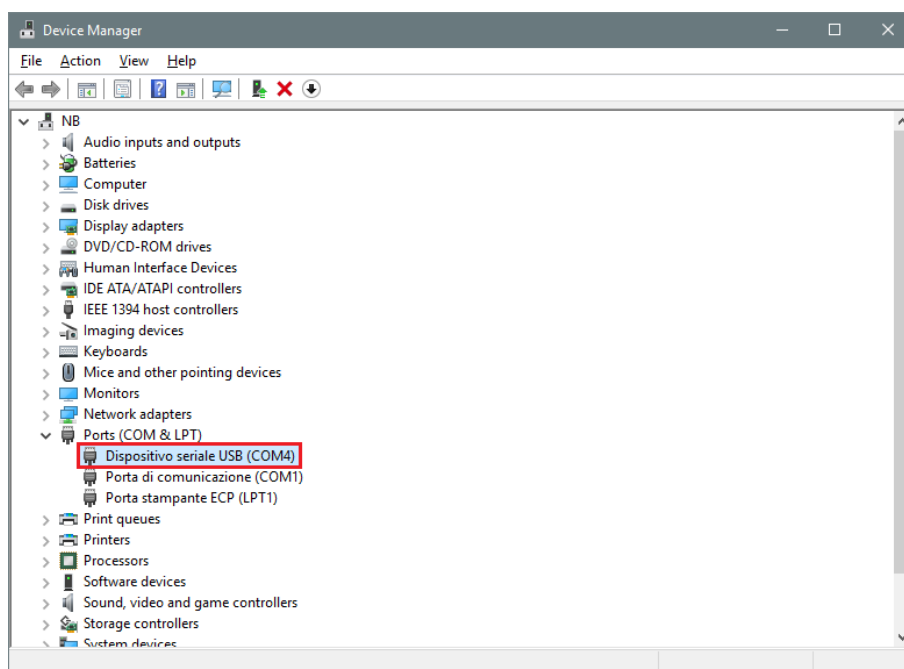 Device Manager
File Action View Help
NB
Audio inputs and outputs
Batteries
Computer
Disk drives
Display adapters
DVD/CD-ROM drives
Human Interface Devices
IDE ATA/ATAPI controllers
IEEE 1394 host controllers
Imaging devices
Keyboards
Mice and other pointing devices
Monitors
Network adapters
Ports (COM & LPT)
Dispositivo seriale USB (COM4)
Porta di comunicazione (COM1)
Porta stampante ECP (LPT1)
Print queues
Printers
Processors
Software devices
Sound, video and game controllers
Storage controllers
System devices